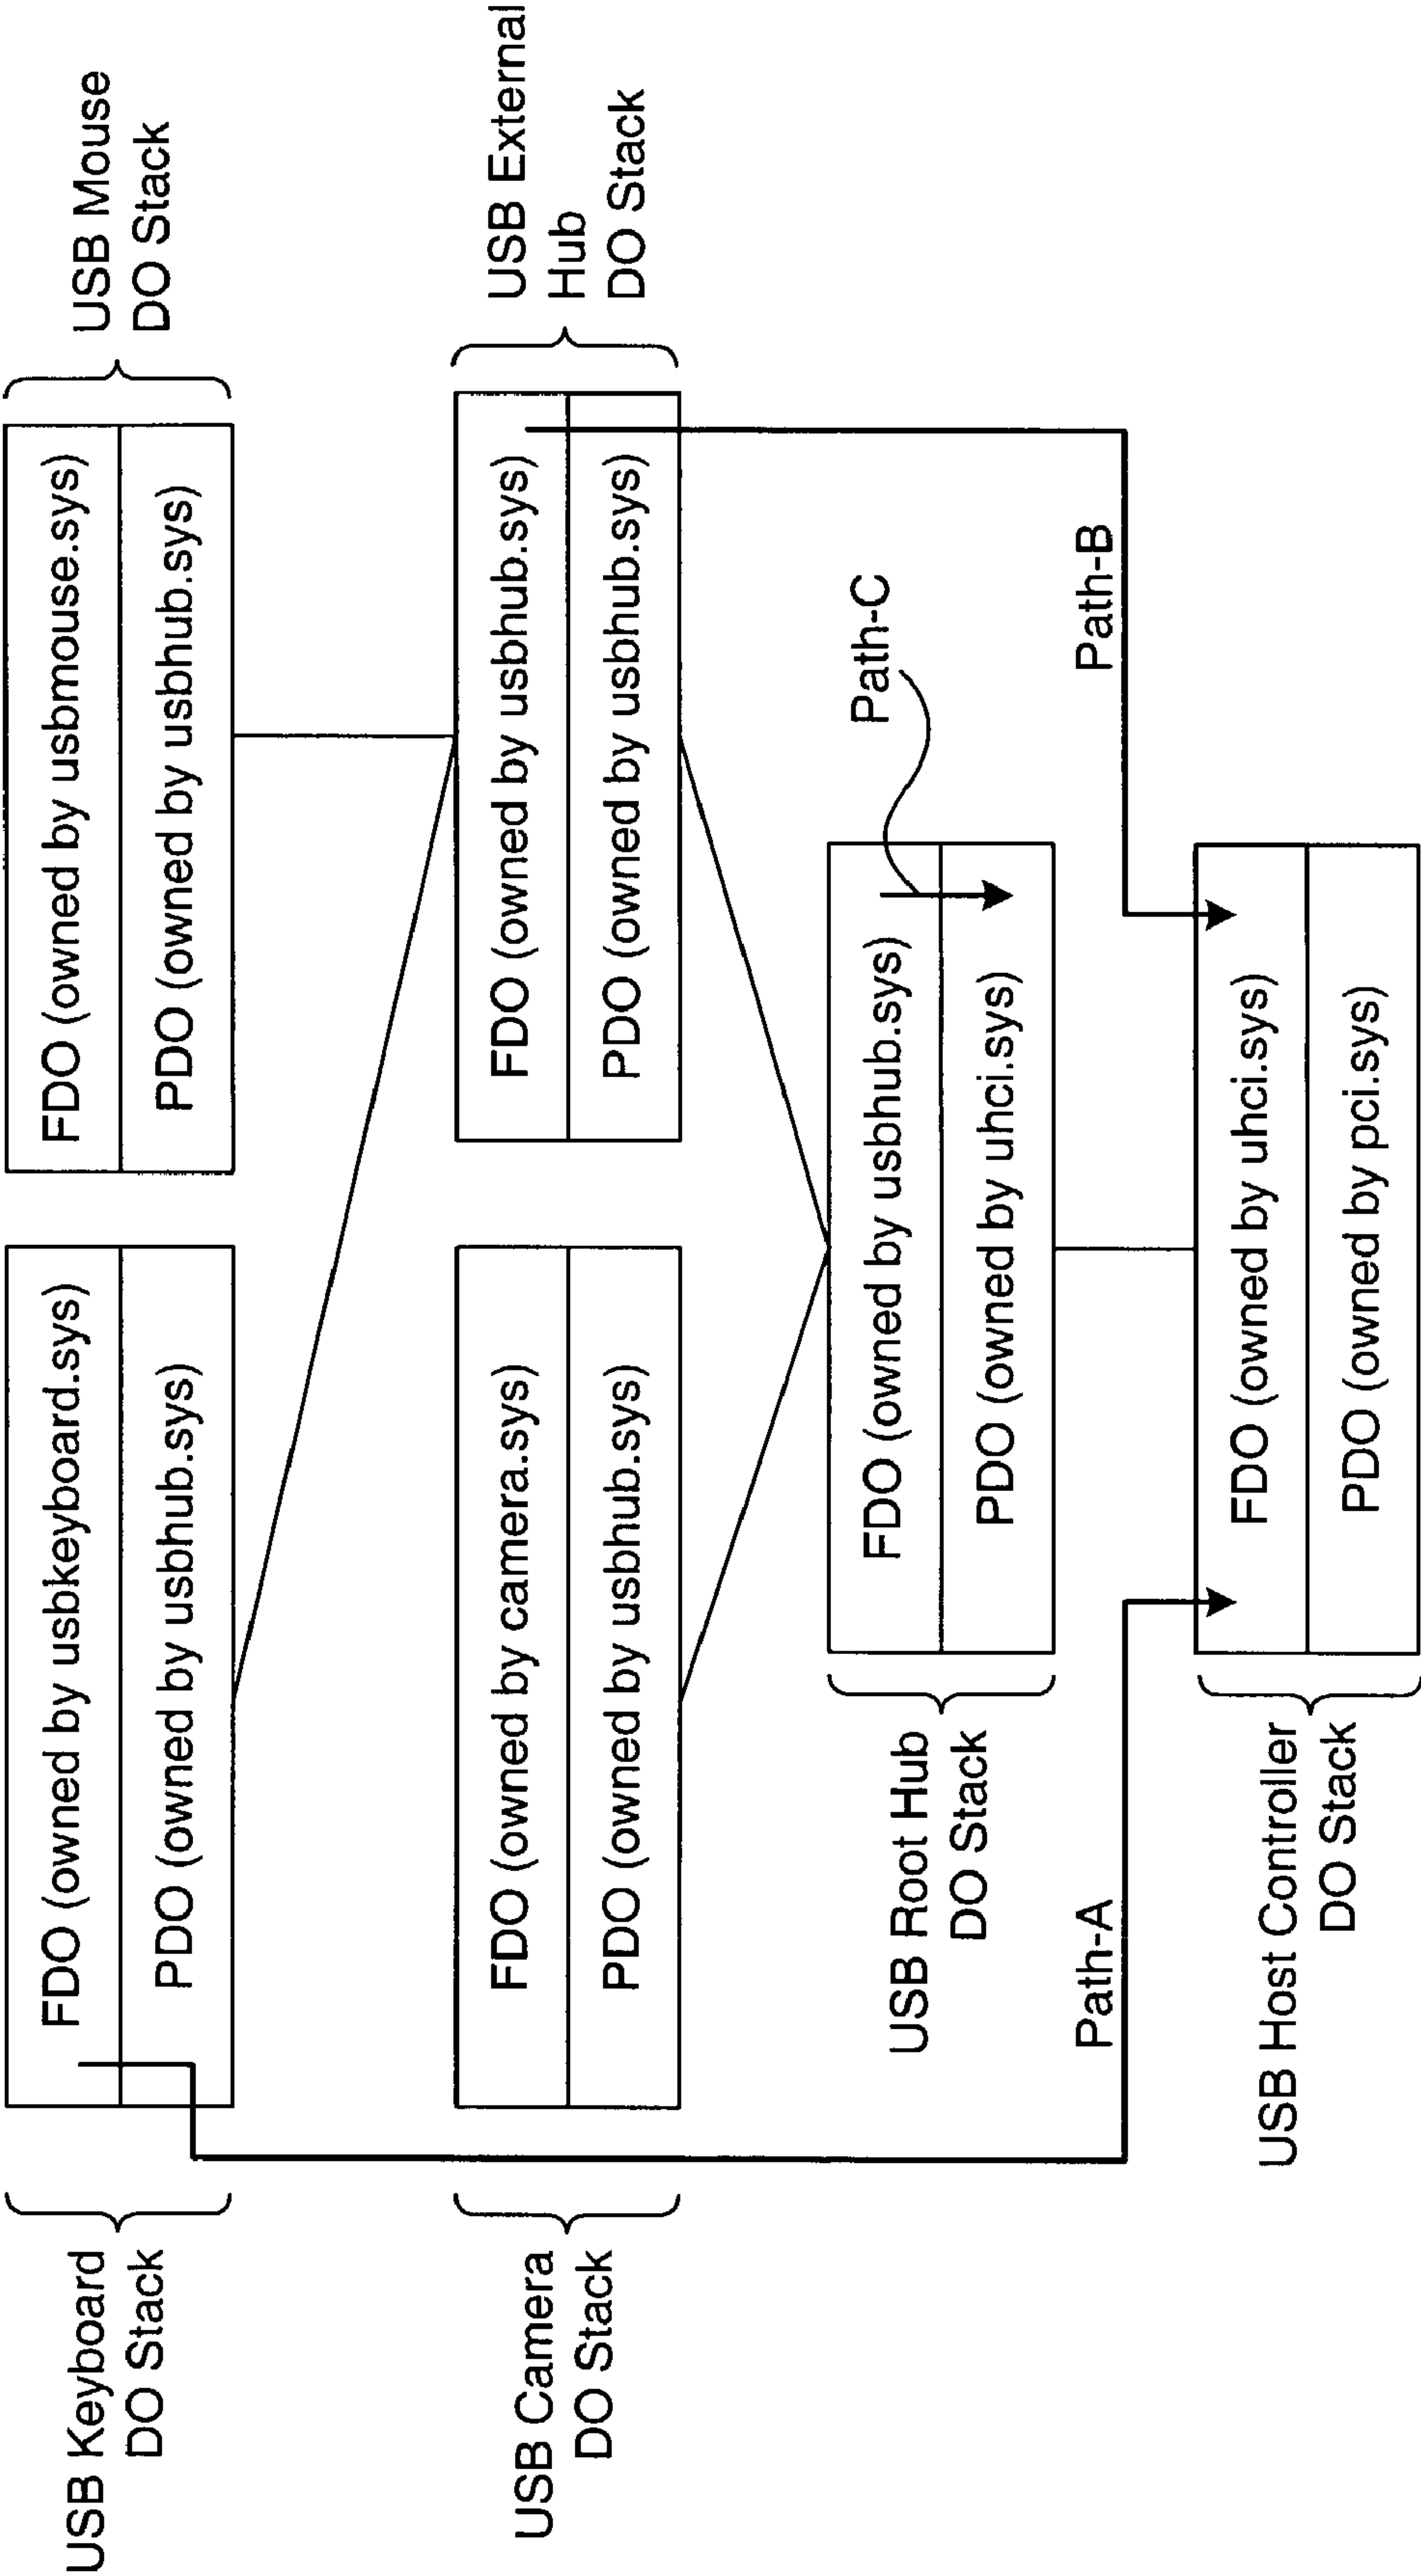 USB Keyboard
DO Stack
FDO (owned by usbkeyboard.sys)
PDO (owned by usbhub.sys)
FDO (owned by usbmouse.sys)
PDO (owned by usbhub.sys)
USB Mouse
DO Stack
USB Camera
DO Stack
FDO (owned by camera.sys)
PDO (owned by usbhub.sys)
FDO (owned by usbhub.sys)
PDO (owned by usbhub.sys)
USB External
Hub
DO Stack
USB Root Hub
DO Stack
FDO (owned by usbhub.sys)
PDO (owned by uhci.sys)
Path-C
Path-A
Path-B
USB Host Controller
DO Stack
FDO (owned by uhci.sys)
PDO (owned by pci.sys)